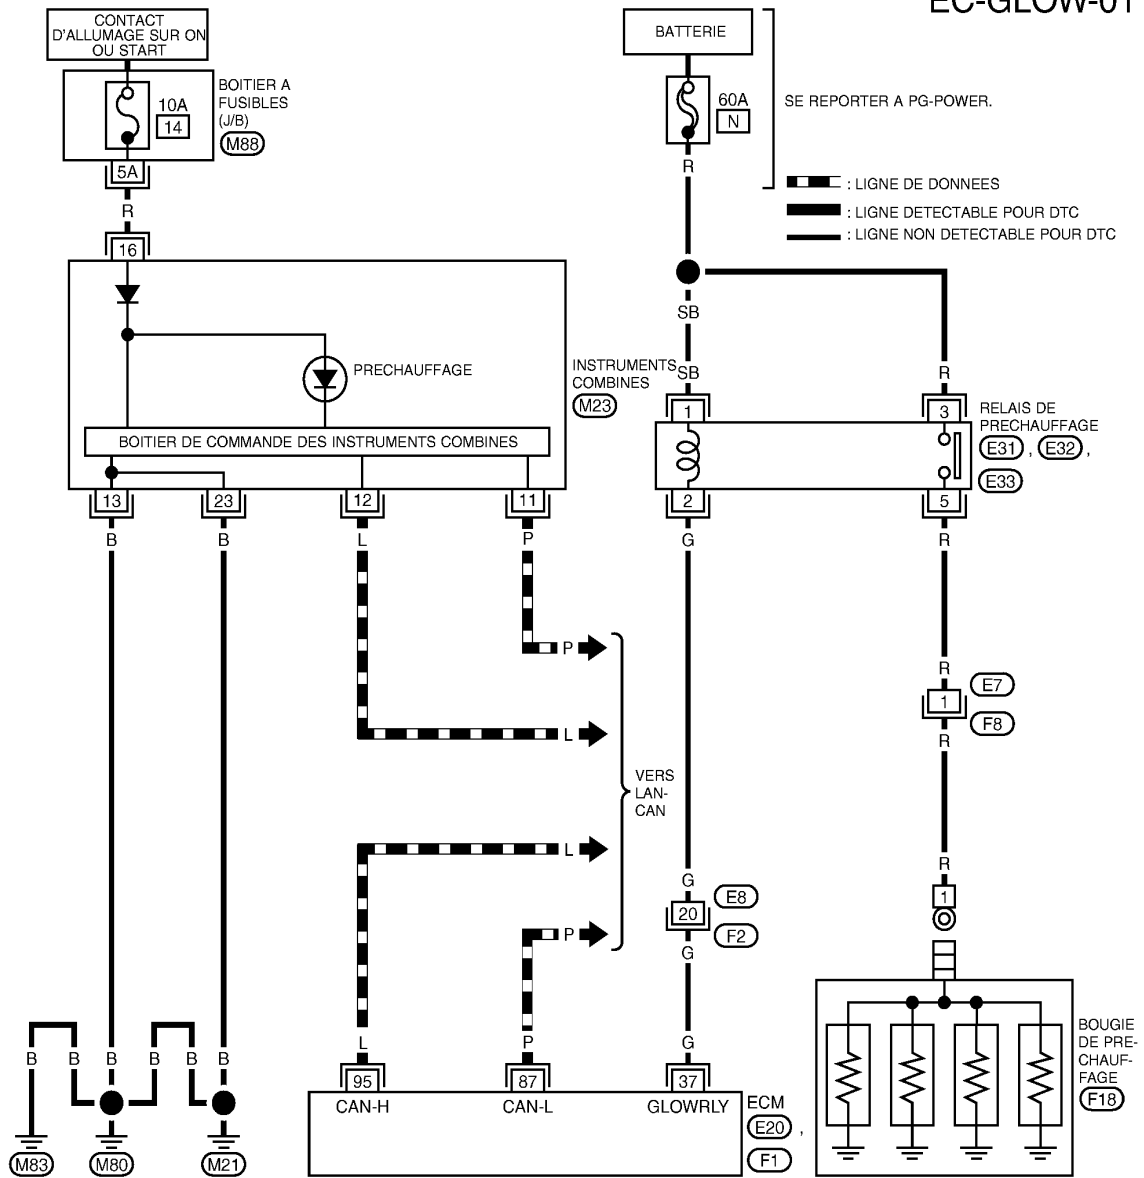 EC-GLOW-01
CONTACT
D'ALLUMAGE SUR ON
OU START
BATTERIE
10A
14
BOITIER A
FUSIBLES
(J/B)
M88
60A
N
SE REPORTER A PG-POWER.
5A
R
R
: LIGNE DE DONNEES
: LIGNE DETECTABLE POUR DTC
: LIGNE NON DETECTABLE POUR DTC
16
SB
PRECHAUFFAGE
INSTRUMENTS
COMBINES
M23
SB
R
1
3
RELAIS DE
PRECHAUFFAGE
E31 , E32 ,
E33
BOITIER DE COMMANDE DES INSTRUMENTS COMBINES
13
23
12
11
2
5
B
B
L
P
G
R
P
L
VERS
LAN-
CAN
L
P
R
1
E7
F8
R
R
1
G
20
E8
F2
G
B
B
B
B
B
B
L
P
G
M83
M80
M21
95
87
37
CAN-H
CAN-L
GLOWRLY
ECM
E20 ,
F1
BOUGIE
DE PRE-
CHAUF-
FAGE
F18